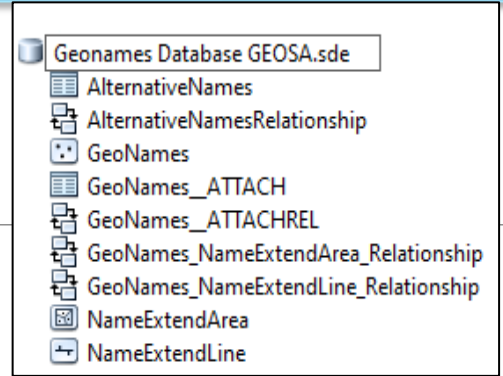 Geonames Database GEOSA.sde
AlternativeNames
AlternativeNamesRelationship
GeoNames
GeoNames__ATTACH
GeoNames__ATTACHREL
GeoNames_NameExtendArea_Relationship
GeoNames_NameExtendLine_Relationship
NameExtendArea
NameExtendLine